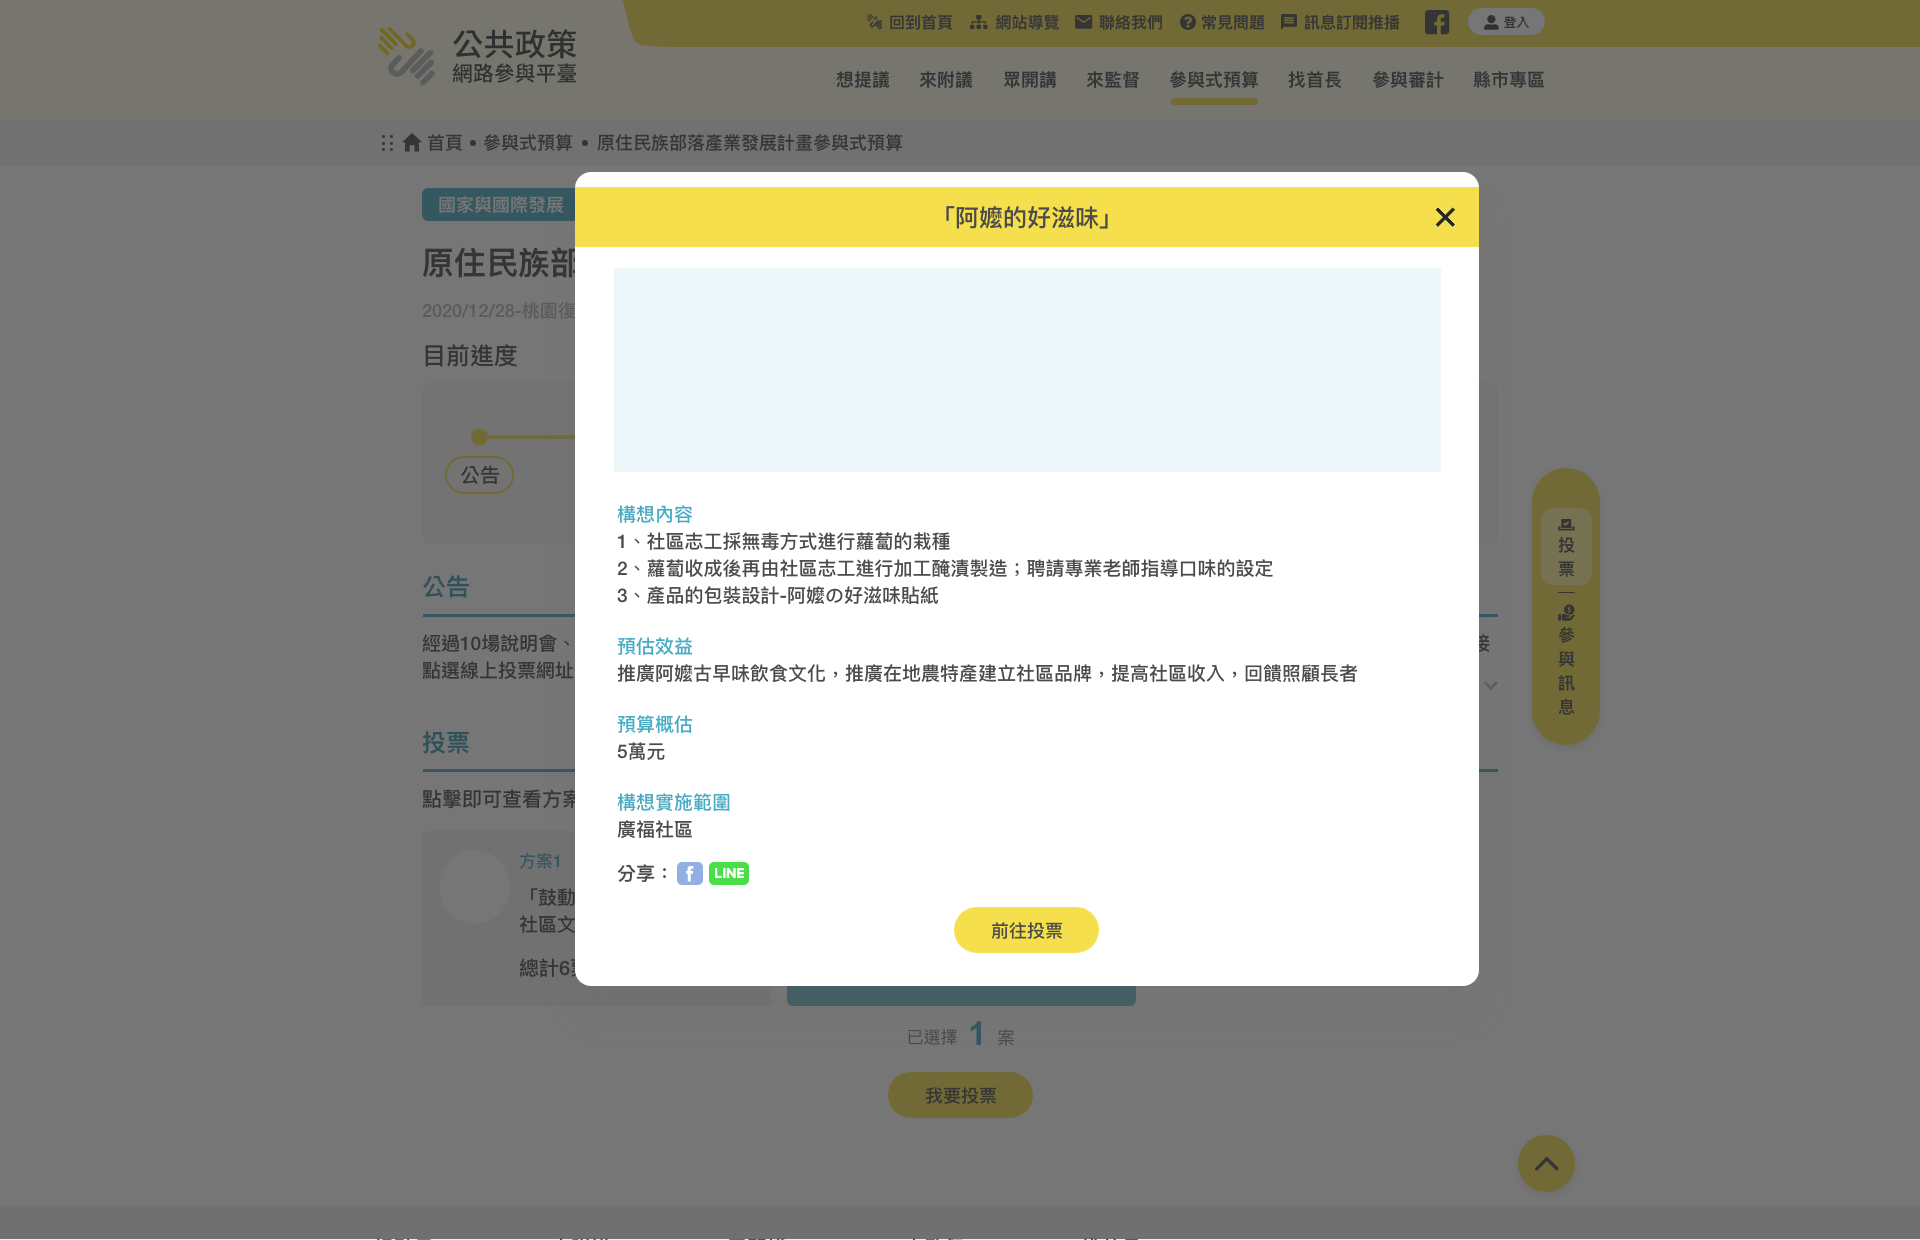 公共政策
網路參與平臺
回到首頁 網站導覽 聯絡我們 常見問題 訊息訂閱推播 登入
想提議 來附議 眾開講 來監督 參與式預算 找首長 參與審計 縣市專區
首頁 • 參與式預算 • 原住民族部落產業發展計畫參與式預算
國家與國際發展
原住民族部
2020/12/28-桃園復
目前進度
公告
公告
經過10場說明會、
點選線上投票網址
接
投票
點擊即可查看方案
方案1
「鼓動
社區文
總計6票
「阿嬤的好滋味」
構想內容
1、社區志工採無毒方式進行蘿蔔的栽種
2、蘿蔔收成後再由社區志工進行加工醃漬製造；聘請專業老師指導口味的設定
3、產品的包裝設計-阿嬤の好滋味貼紙
預估效益
推廣阿嬤古早味飲食文化，推廣在地農特產建立社區品牌，提高社區收入，回饋照顧長者
預算概估
5萬元
構想實施範圍
廣福社區
分享： f LINE
前往投票
已選擇 1 案
我要投票
投票
參與訊息